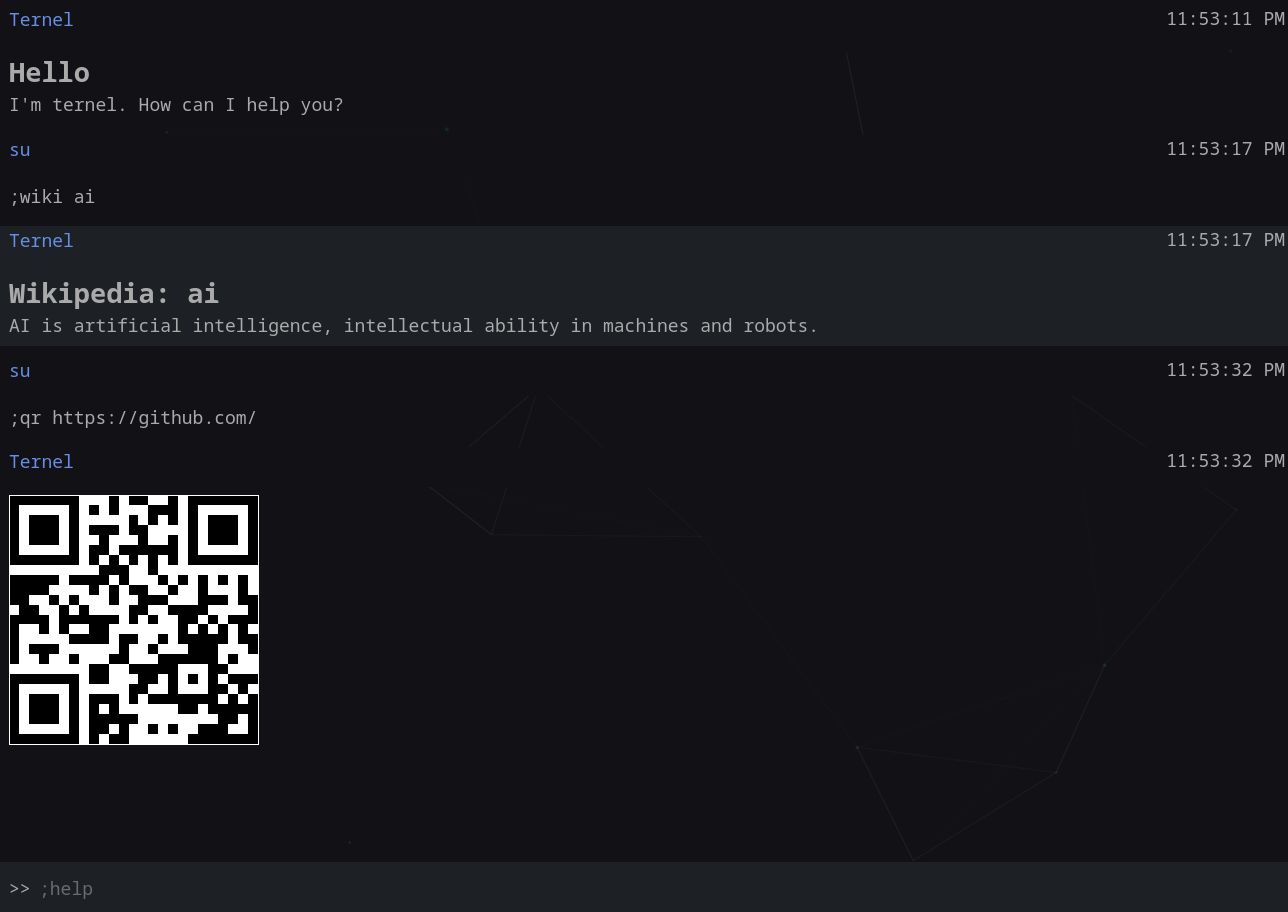 Ternel 11:53:11 PM
Hello
I'm ternel. How can I help you?
su 11:53:17 PM
;wiki ai
Ternel 11:53:17 PM
Wikipedia: ai
AI is artificial intelligence, intellectual ability in machines and robots.
su 11:53:32 PM
;qr https://github.com/
Ternel 11:53:32 PM
>> ;help